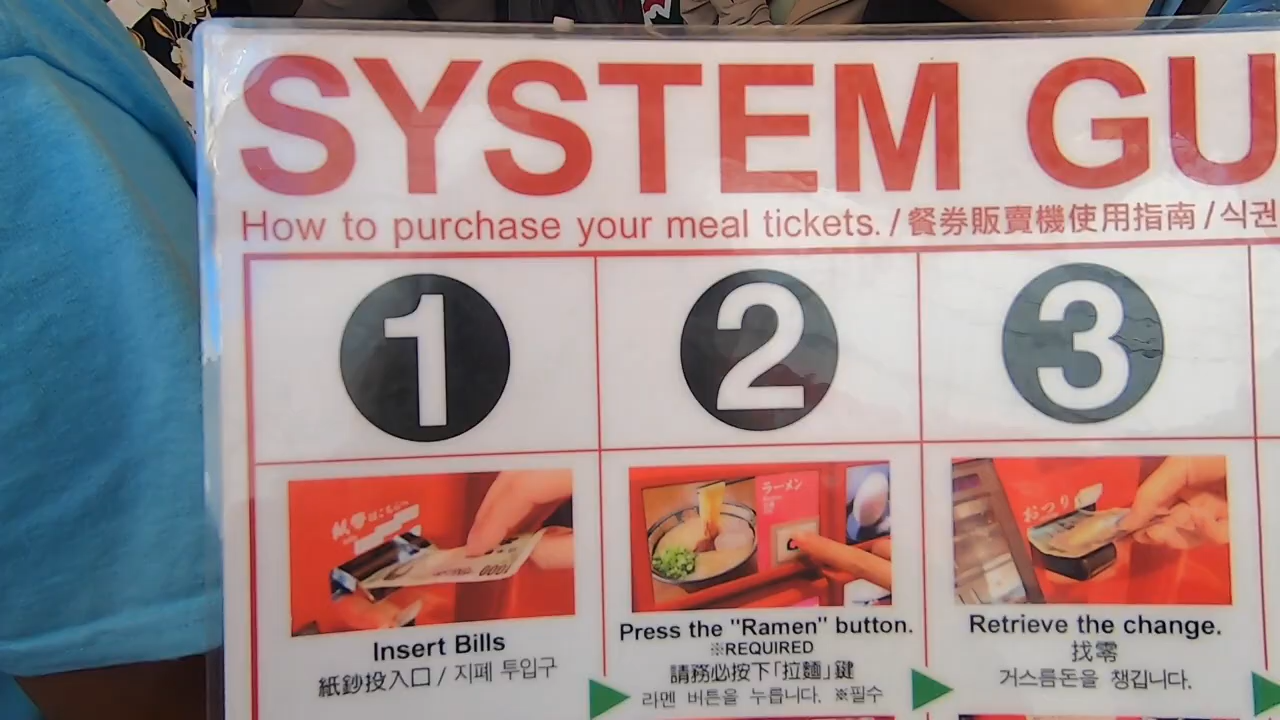 SYSTEM GU
How to purchase your meal tickets. / 餐券販賣機使用指南 / 식권
1
2
3
ラーメン
おつり
Insert Bills
紙鈔投入口 / 지폐 투입구
Press the "Ramen" button.
※REQUIRED
請務必按下「拉麵」鍵
라멘 버튼을 누릅니다. ※필수
Retrieve the change.
找零
거스름돈을 챙깁니다.